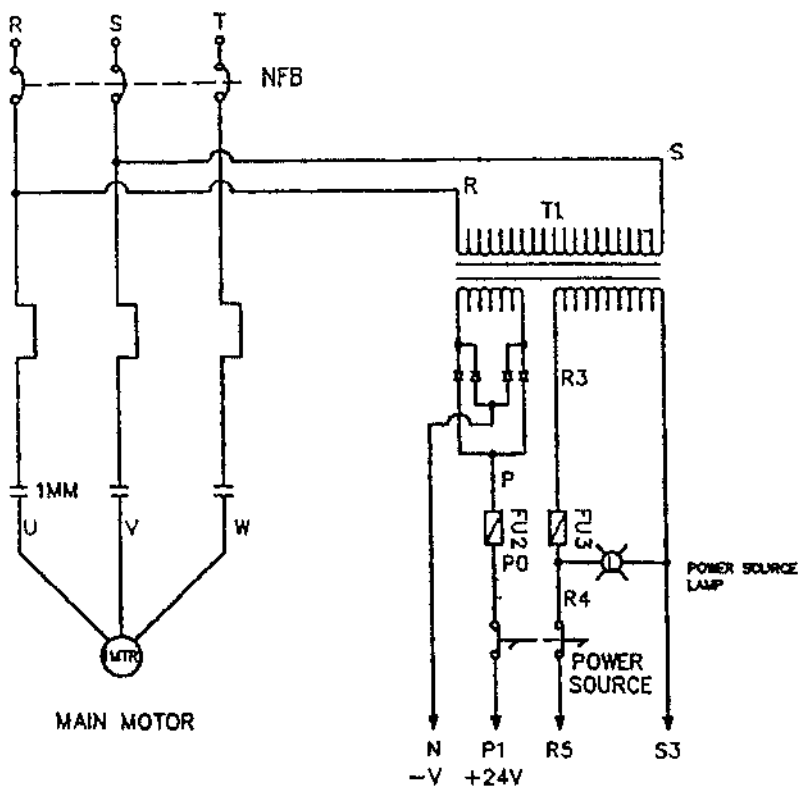 R S T
NFB
S
R
T1
R3
1MM
P
U V W
FU2 FU3
P0
L
POWER SOURCE
LAMP
R4
MTR
POWER
SOURCE
MAIN MOTOR
N P1 R5 S3
-V +24V